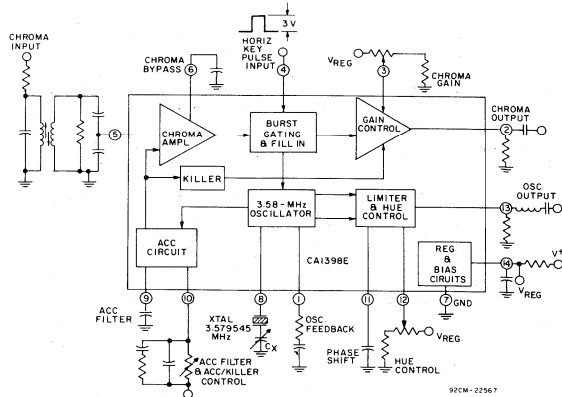 CHROMA
INPUT
3 V
HORIZ
KEY
PULSE
INPUT
CHROMA
BYPASS
6
4
VREG
3
CHROMA
GAIN
5
CHROMA
AMPL
BURST
GATING
& FILL IN
GAIN
CONTROL
CHROMA
OUTPUT
2
KILLER
3.58-MHz
OSCILLATOR
LIMITER
& HUE
CONTROL
OSC.
OUTPUT
13
ACC
CIRCUIT
REG.
& BIAS
CIRUITS
14
V+
VREG
CA1398E
9
10
8
1
11
12
7
GND
ACC
FILTER
XTAL
3.579545
MHz
CX
OSC.
FEEDBACK
PHASE
SHIFT
VREG.
HUE
CONTROL
ACC FILTER
& ACC/KILLER
CONTROL
92CM-22567